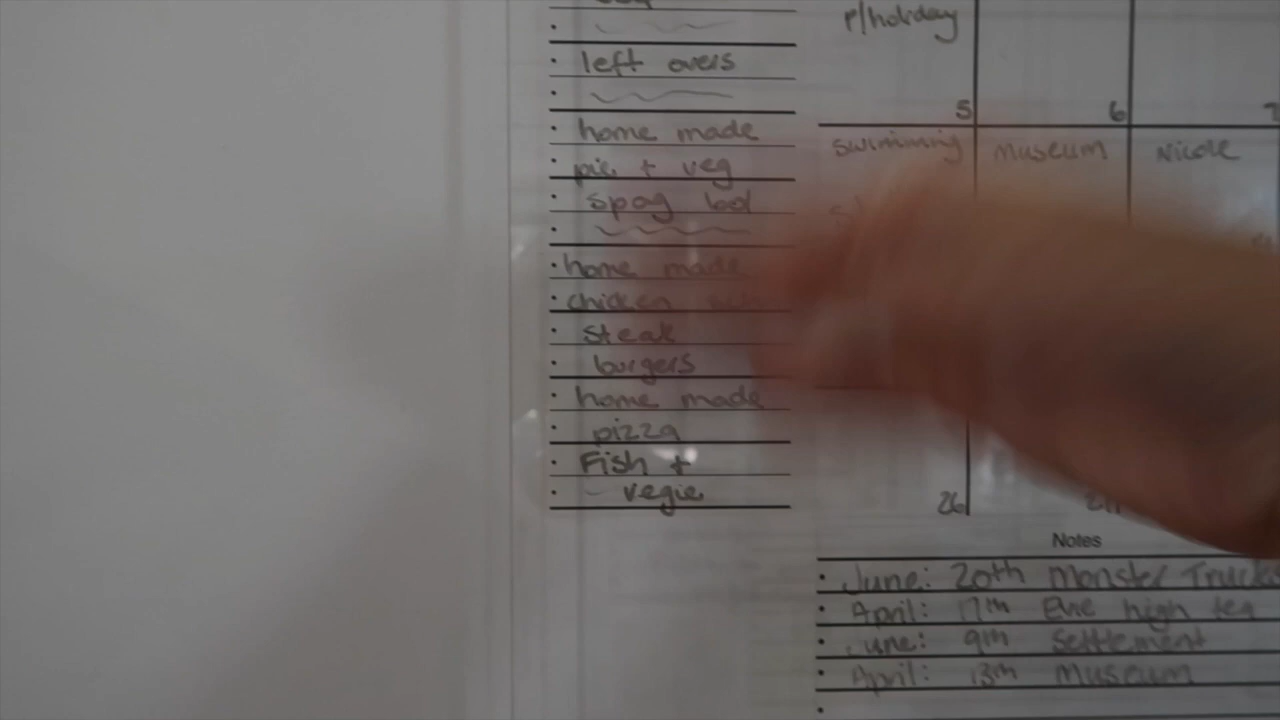 left overs
home made
pie + veg
spag bol
home made
chicken
steak
burgers
home made
pizza
Fish +
vegie
P/holiday
5
6
7
swimming
museum
Nicole
26
Notes
June: 20th Monster Trucks
April: 17th Evie high tea
June: 9th Settlement
April: 13th Museum